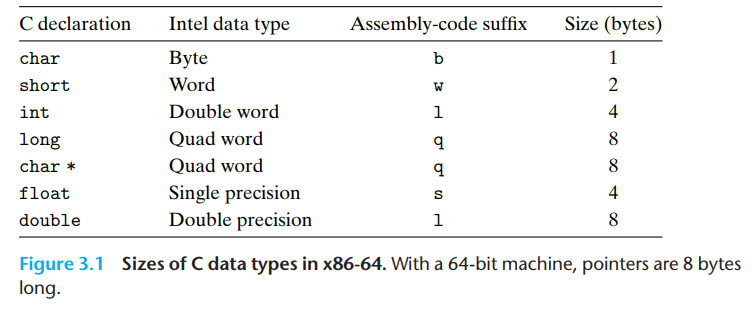 C declaration Intel data type Assembly-code suffix Size (bytes)
char Byte b 1
short Word w 2
int Double word l 4
long Quad word q 8
char * Quad word q 8
float Single precision s 4
double Double precision l 8
Figure 3.1 Sizes of C data types in x86-64. With a 64-bit machine, pointers are 8 bytes
long.